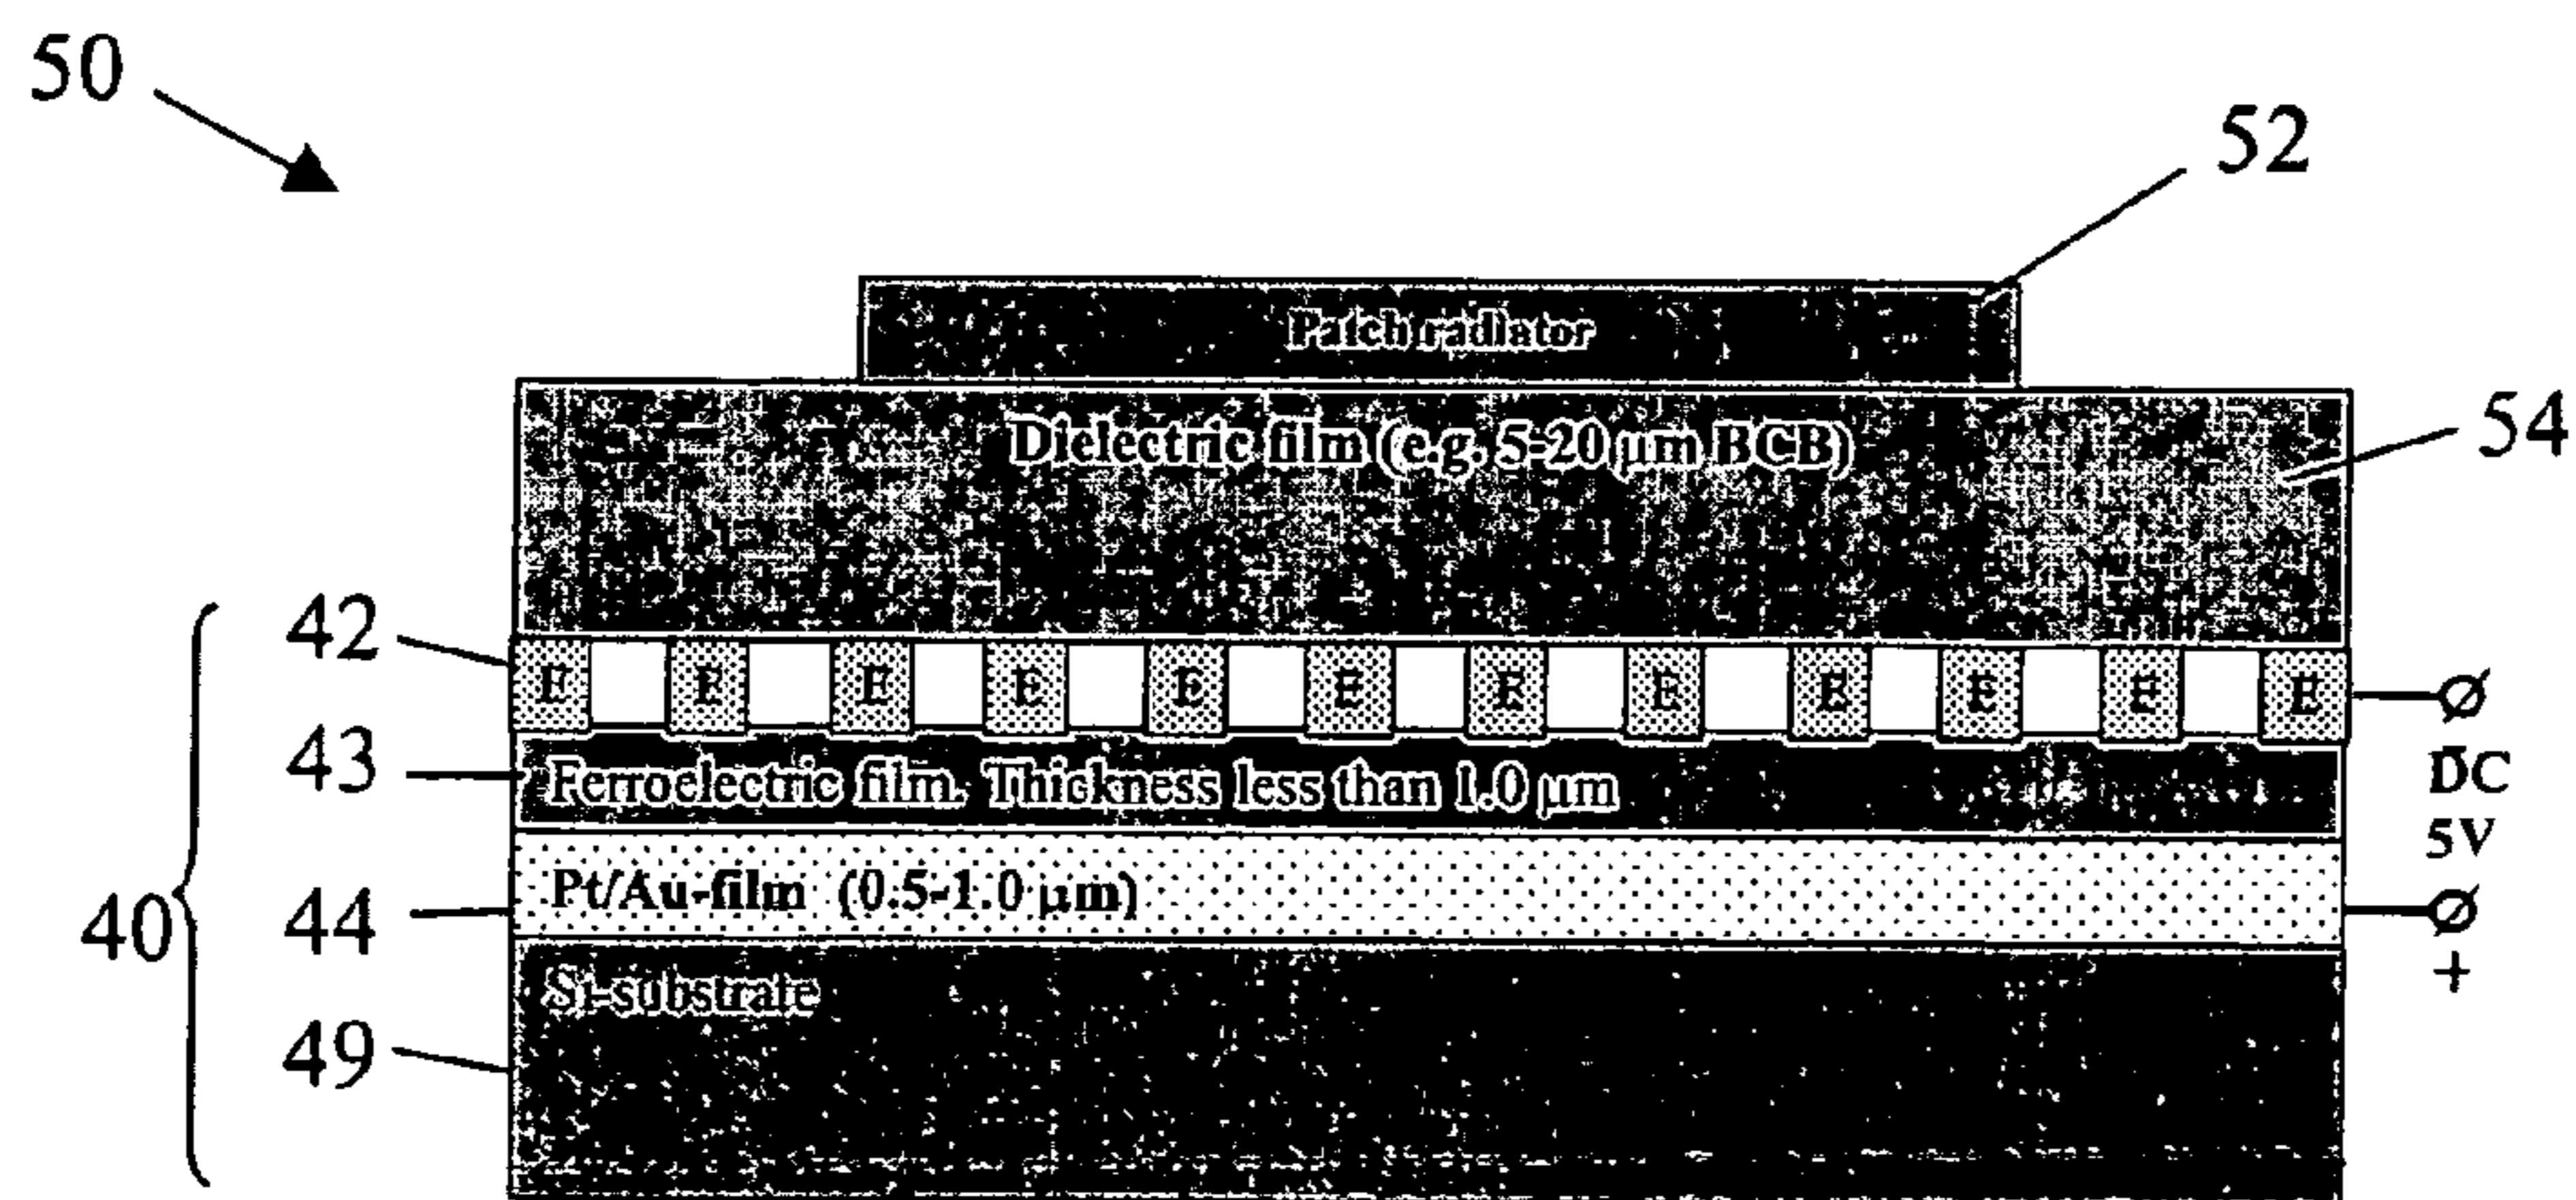 50
52
Patch radiator
Dielectric film (e.g. 5-20 µm BCB)
54
42
E E E E E E E E E E E E
-
43
Ferroelectric film. Thickness less than 1.0 µm
DC
5V
40
44
Pt/Au-film (0.5-1.0 µm)
+
Si-substrate
49